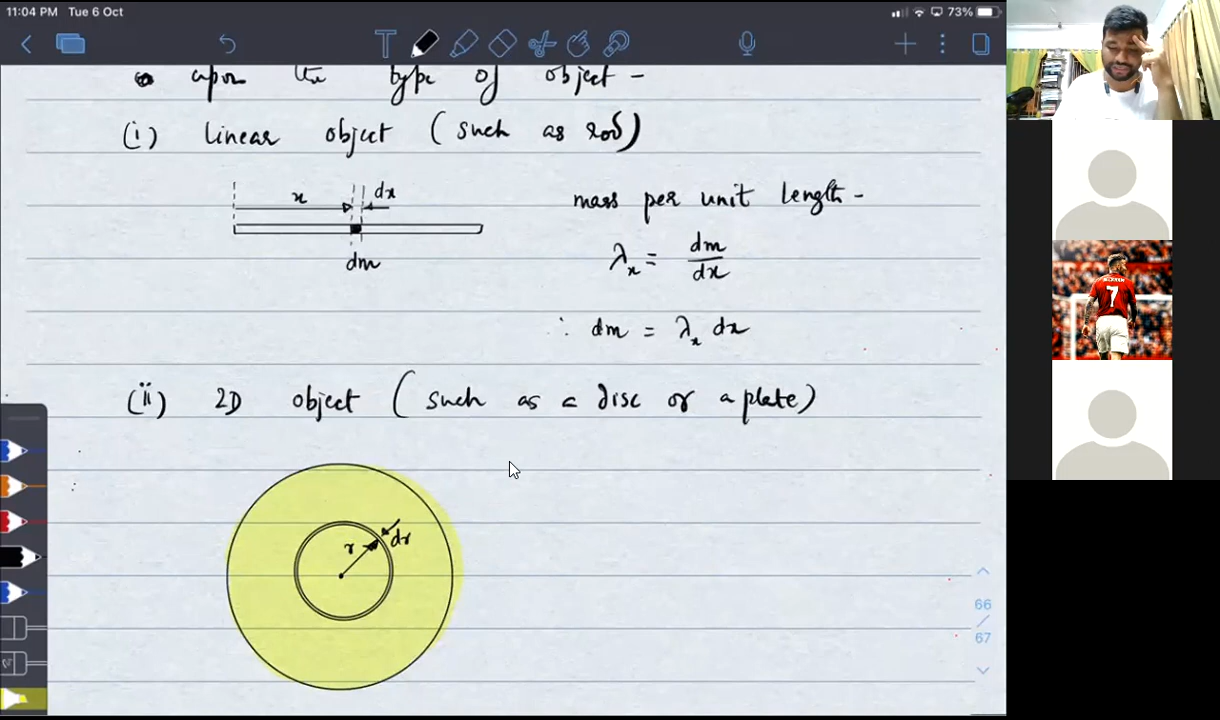 11:04 PM Tue 6 Oct
73%
upon the type of object -
(i) linear object (such as rod)
x dx
dm
mass per unit length -
λx = dm/dx
∴ dm = λx dx
(ii) 2D object (such as a disc or a plate)
r dr
66
/
67
7